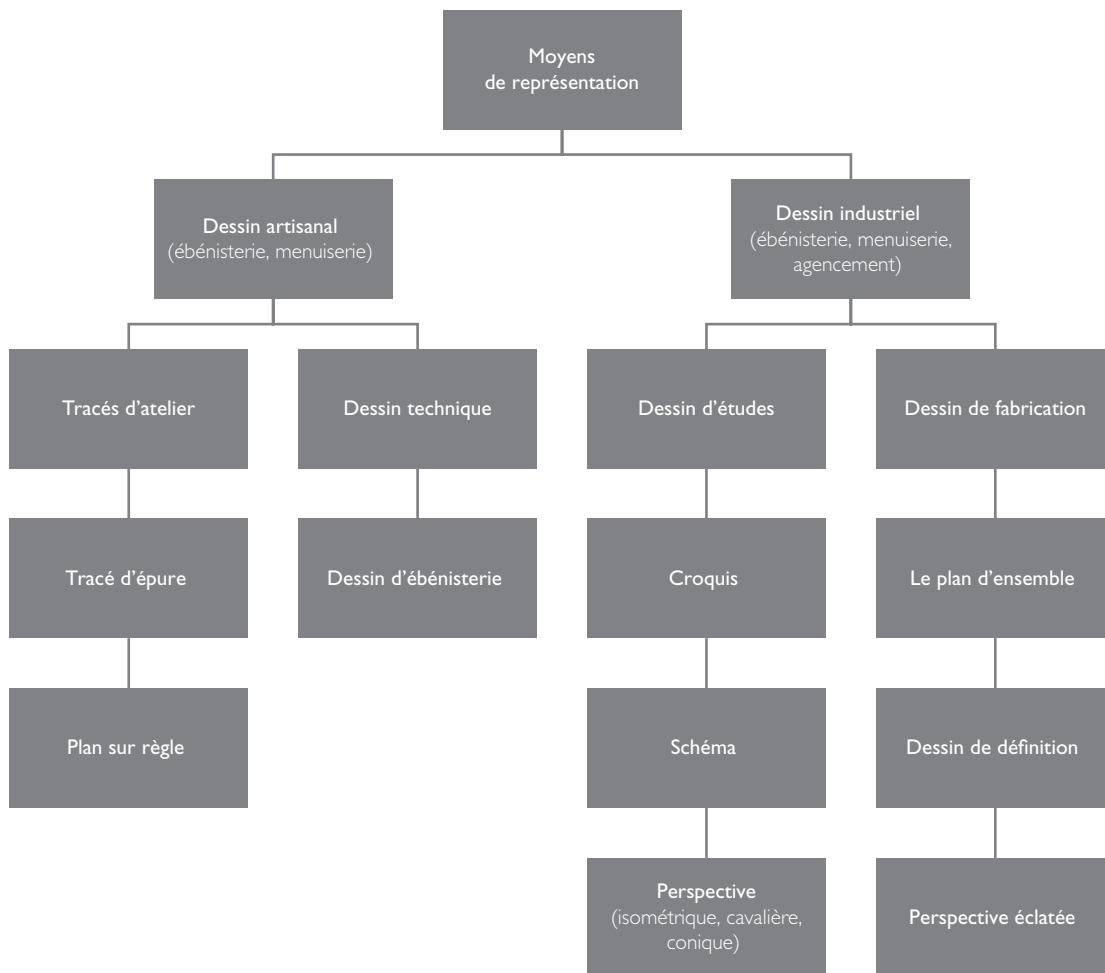 Moyens
de représentation
Dessin artisanal
(ébénisterie, menuiserie)
Dessin industriel
(ébénisterie, menuiserie,
agencement)
Tracés d’atelier
Dessin technique
Dessin d’études
Dessin de fabrication
Tracé d’épure
Dessin d’ébénisterie
Croquis
Le plan d’ensemble
Plan sur règle
Schéma
Dessin de définition
Perspective
(isométrique, cavalière,
conique)
Perspective éclatée